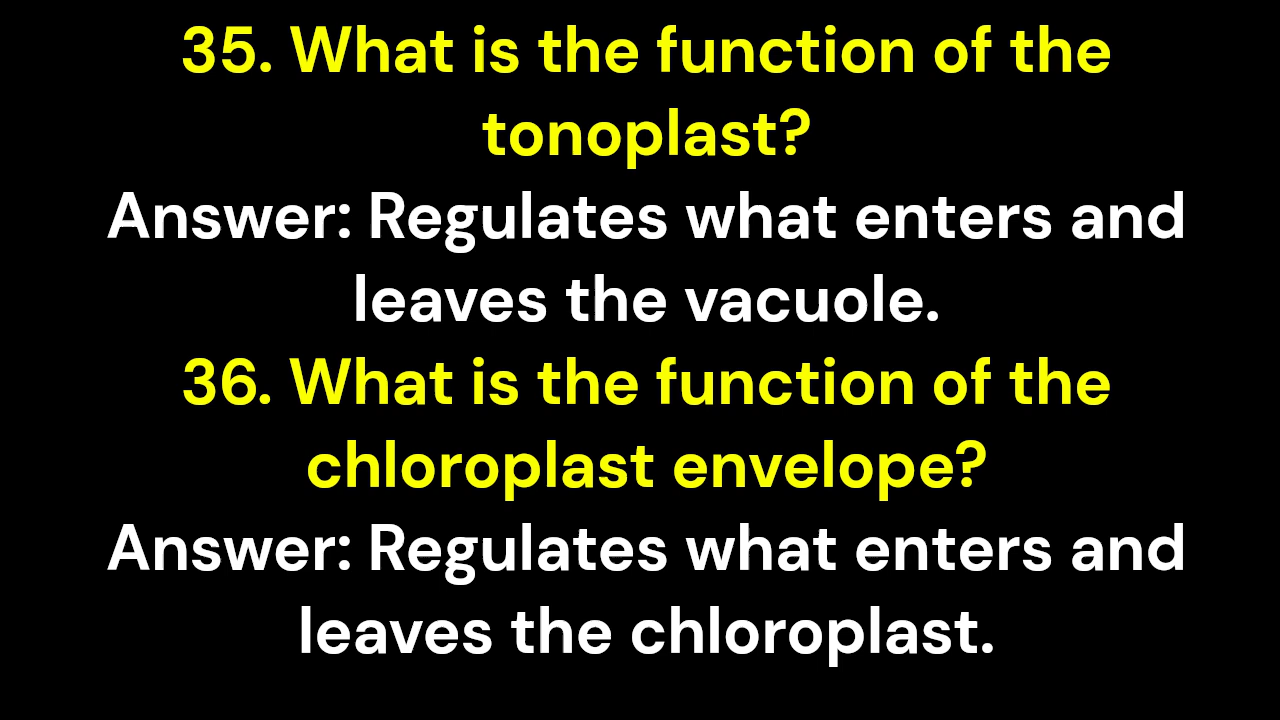 35. What is the function of the
tonoplast?
Answer: Regulates what enters and
leaves the vacuole.
36. What is the function of the
chloroplast envelope?
Answer: Regulates what enters and
leaves the chloroplast.